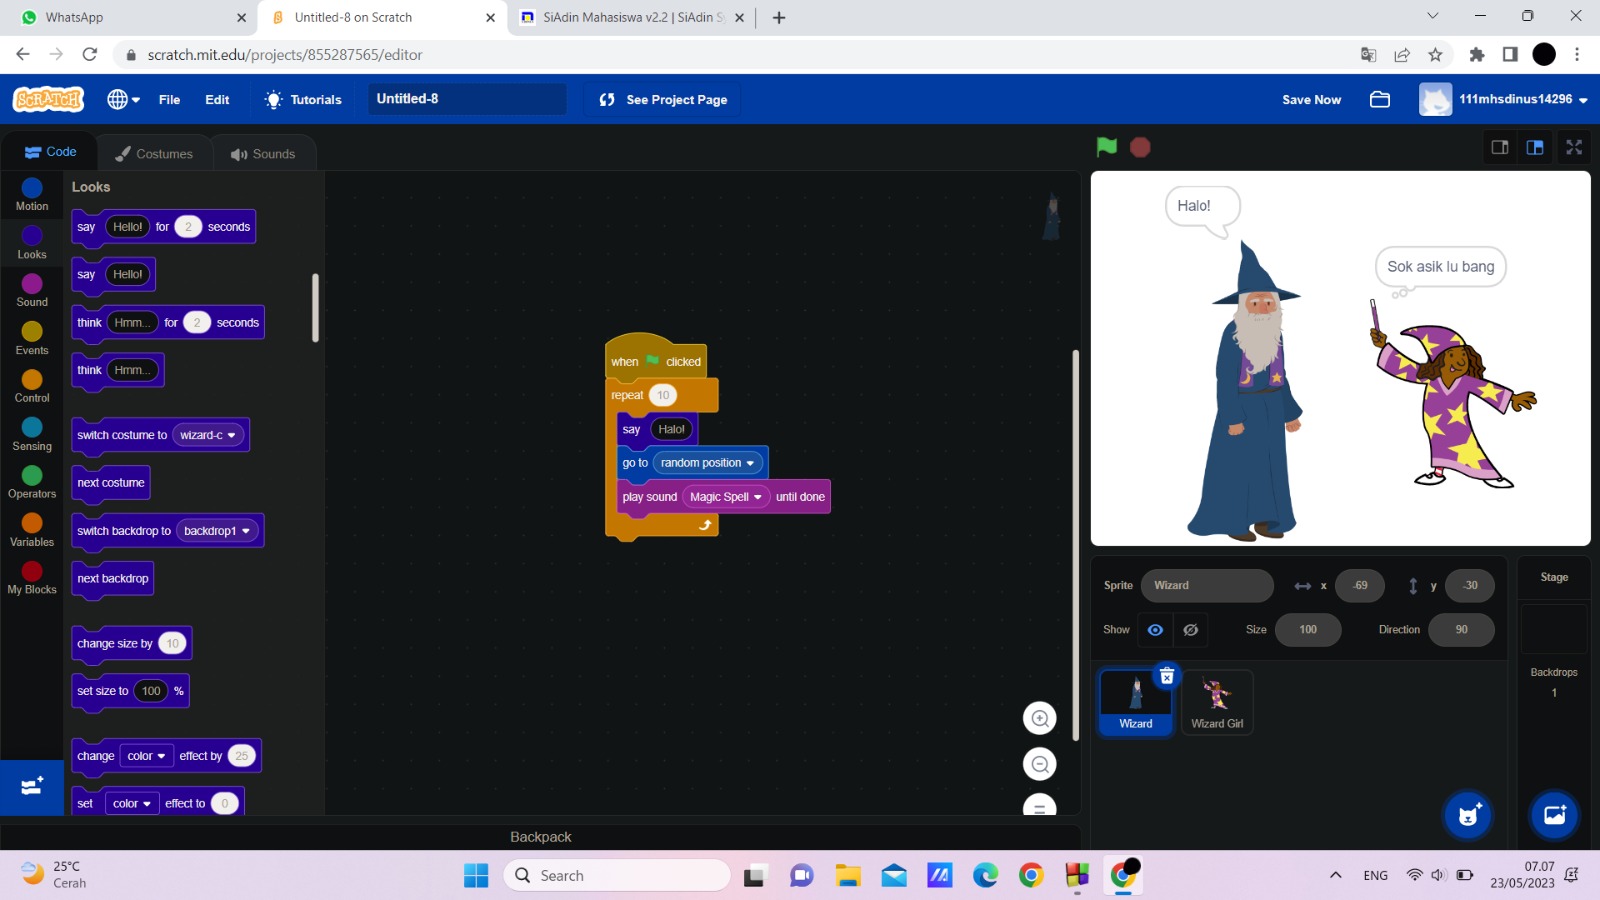 WhatsApp
Untitled-8 on Scratch
SiAdin Mahasiswa v2.2 | SiAdin S
scratch.mit.edu/projects/855287565/editor
SCRATCH
File
Edit
Tutorials
Untitled-8
See Project Page
Save Now
111mhsdinus14296
Code
Costumes
Sounds
Motion
Looks
Sound
Events
Control
Sensing
Operators
Variables
My Blocks
Looks
say Hello! for 2 seconds
say Hello!
think Hmm... for 2 seconds
think Hmm...
switch costume to wizard-c
next costume
switch backdrop to backdrop1
next backdrop
change size by 10
set size to 100 %
change color effect by 25
set color effect to 0
when clicked
repeat 10
say Halo!
go to random position
play sound Magic Spell until done
Backpack
Halo!
Sok asik lu bang
Sprite Wizard x -69 y -30
Show Size 100 Direction 90
Wizard
Wizard Girl
Stage
Backdrops
1
25°C
Cerah
Search
ENG
07.07
23/05/2023